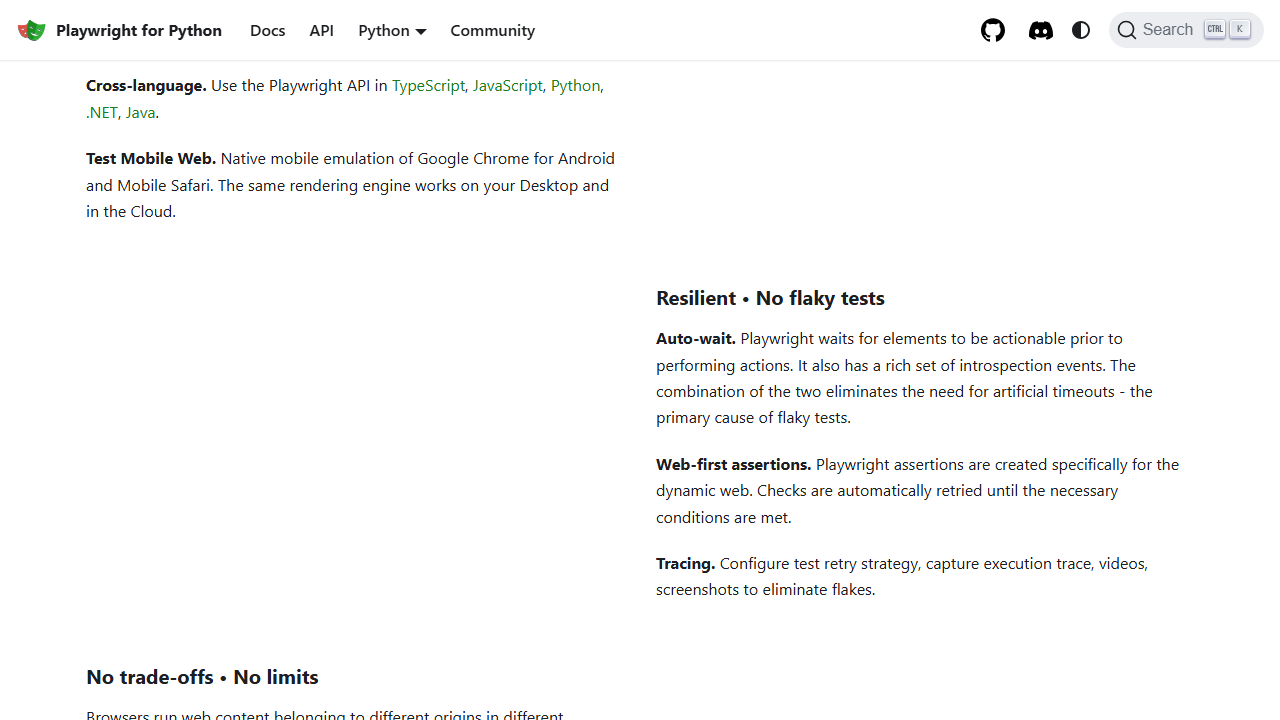 Playwright for Python Docs API Python Community Search CTRL K
Cross-language. Use the Playwright API in TypeScript, JavaScript, Python,
.NET, Java.
Test Mobile Web. Native mobile emulation of Google Chrome for Android
and Mobile Safari. The same rendering engine works on your Desktop and
in the Cloud.
Resilient • No flaky tests
Auto-wait. Playwright waits for elements to be actionable prior to
performing actions. It also has a rich set of introspection events. The
combination of the two eliminates the need for artificial timeouts - the
primary cause of flaky tests.
Web-first assertions. Playwright assertions are created specifically for the
dynamic web. Checks are automatically retried until the necessary
conditions are met.
Tracing. Configure test retry strategy, capture execution trace, videos,
screenshots to eliminate flakes.
No trade-offs • No limits
Browsers run web content belonging to different origins in different